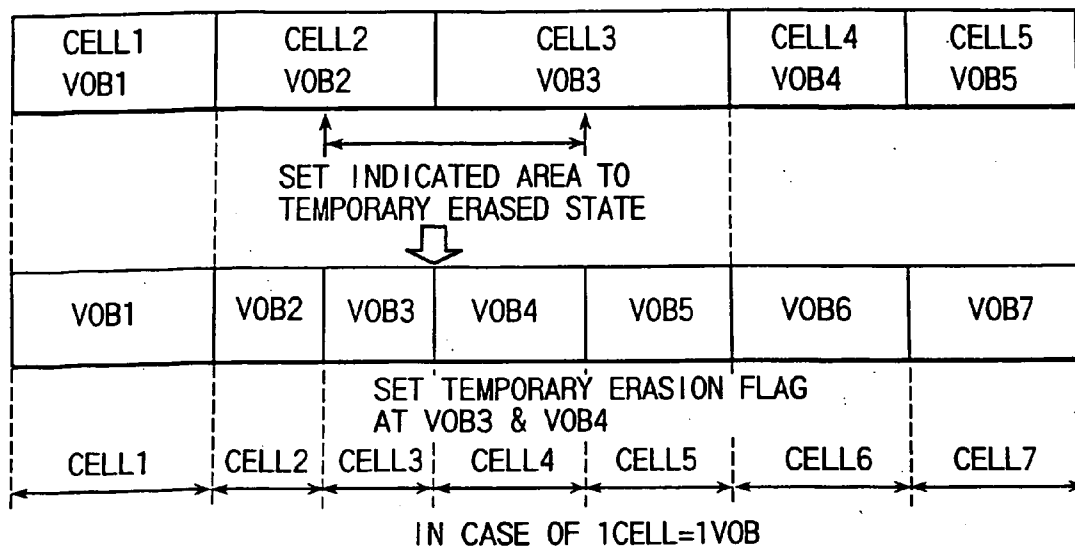 CELL1 CELL2 CELL3 CELL4 CELL5
VOB1 VOB2 VOB3 VOB4 VOB5
SET INDICATED AREA TO
TEMPORARY ERASED STATE
VOB1 VOB2 VOB3 VOB4 VOB5 VOB6 VOB7
SET TEMPORARY ERASION FLAG
AT VOB3 & VOB4
CELL1 CELL2 CELL3 CELL4 CELL5 CELL6 CELL7
IN CASE OF 1CELL=1VOB